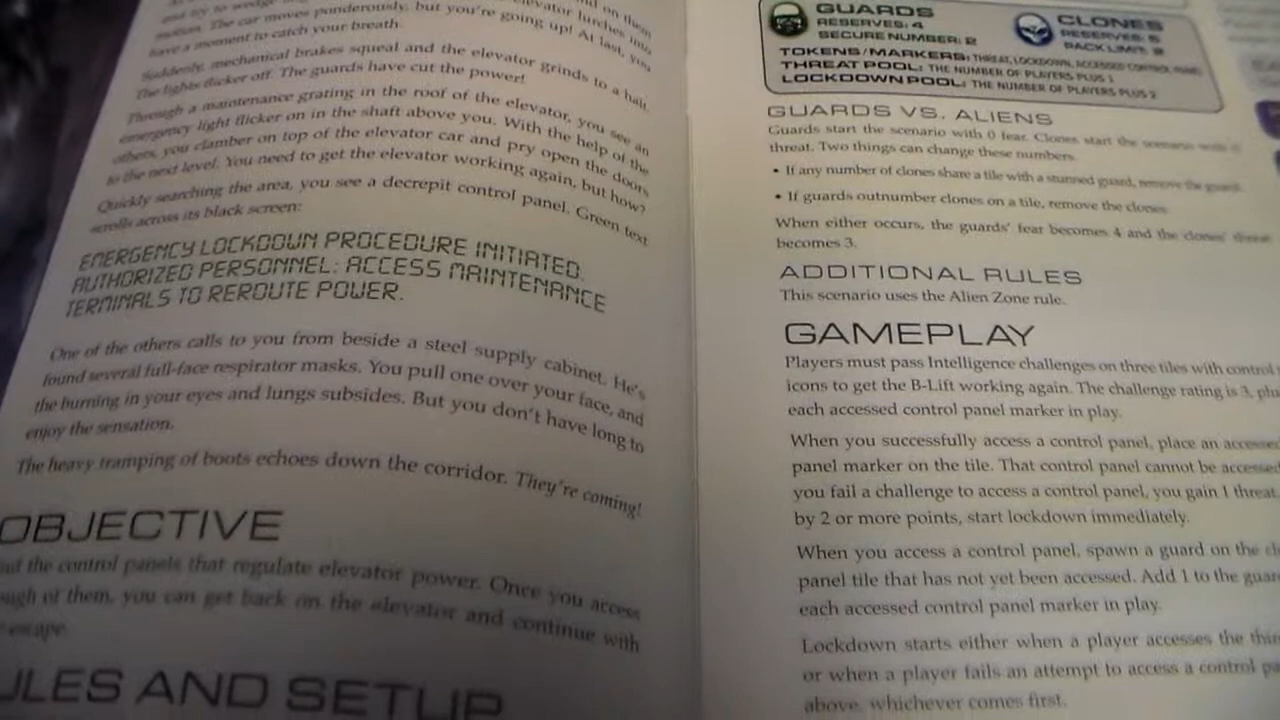 and on them
and try to wedge
elevator lurches into
motion. The car moves ponderously, but you're going up! At last, you
have a moment to catch your breath.
Suddenly, mechanical brakes squeal and the elevator grinds to a halt.
The lights flicker off. The guards have cut the power!
Through a maintenance grating in the roof of the elevator, you see an
emergency light flicker on in the shaft above you. With the help of the
others, you clamber on top of the elevator car and pry open the doors
to the next level. You need to get the elevator working again, but how?
Quickly searching the area, you see a decrepit control panel. Green text
scrolls across its black screen:
EMERGENCY LOCKDOWN PROCEDURE INITIATED.
AUTHORIZED PERSONNEL: ACCESS MAINTENANCE
TERMINALS TO REROUTE POWER.
One of the others calls to you from beside a steel supply cabinet. He's
found several full-face respirator masks. You pull one over your face, and
the burning in your eyes and lungs subsides. But you don't have long to
enjoy the sensation.
The heavy tramping of boots echoes down the corridor. They're coming!
OBJECTIVE
out the control panels that regulate elevator power. Once you access
of them, you can get back on the elevator and continue with
escape.
RULES AND SETUP
GUARDS
RESERVES: 4
SECURE NUMBER: 2
CLONES
RESERVES: 5
PACK LIMIT: 2
TOKENS/MARKERS: THREAT, LOCKDOWN, ACCESSED CONTROL PANEL
THREAT POOL: THE NUMBER OF PLAYERS PLUS 1
LOCKDOWN POOL: THE NUMBER OF PLAYERS PLUS 2
GUARDS VS. ALIENS
Guards start the scenario with 0 fear. Clones start the scenario with 0
threat. Two things can change these numbers.
• If any number of clones share a tile with a stunned guard, remove the guard.
• If guards outnumber clones on a tile, remove the clones.
When either occurs, the guards' fear becomes 4 and the clones' threat
becomes 3.
ADDITIONAL RULES
This scenario uses the Alien Zone rule.
GAMEPLAY
Players must pass Intelligence challenges on three tiles with control
icons to get the B-Lift working again. The challenge rating is 3, plus
each accessed control panel marker in play.
When you successfully access a control panel, place an accessed
panel marker on the tile. That control panel cannot be accessed
you fail a challenge to access a control panel, you gain 1 threat.
by 2 or more points, start lockdown immediately.
When you access a control panel, spawn a guard on the
panel tile that has not yet been accessed. Add 1 to the
each accessed control panel marker in play.
Lockdown starts either when a player accesses the
or when a player fails an attempt to access a control
above, whichever comes first.